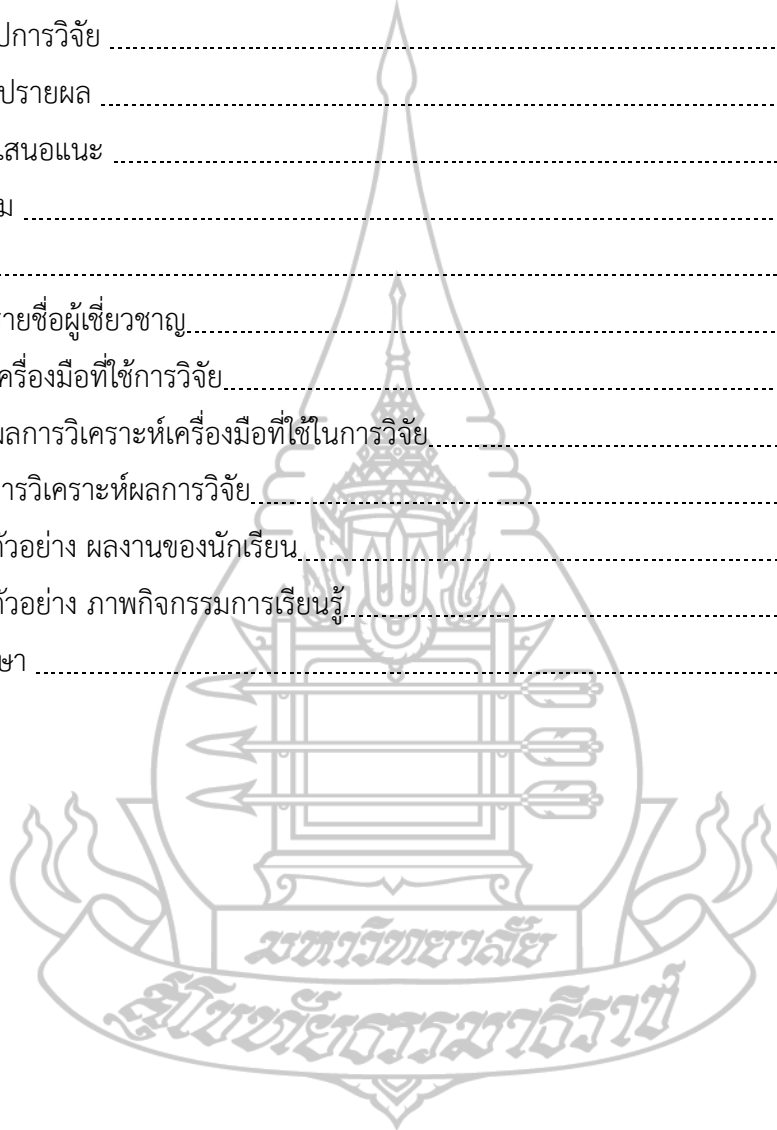 ปการวิจัย
ปรายผล
เสนอแนะ
ม
รายชื่อผู้เชี่ยวชาญ
ครื่องมือที่ใช้การวิจัย
ผลการวิเคราะห์เครื่องมือที่ใช้ในการวิจัย
ารวิเคราะห์ผลการวิจัย
ตัวอย่าง ผลงานของนักเรียน
ตัวอย่าง ภาพกิจกรรมการเรียนรู้
ษา
มหาวิทยาลัย
สุโขทัยธรรมาธิราช